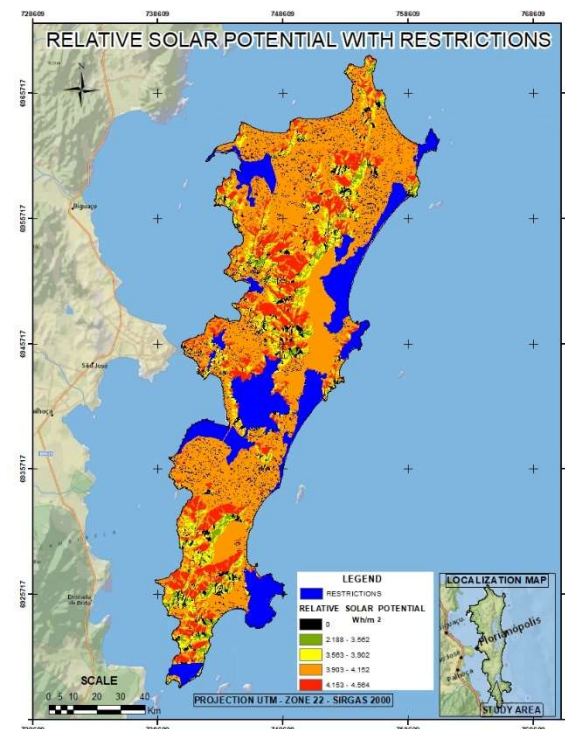 728609 738609 748609 758609 768609
RELATIVE SOLAR POTENTIAL WITH RESTRICTIONS
N
6965717
6955717
Biguaçu
6945717
São José
6935717
6925717
LEGEND
RESTRICTIONS
RELATIVE SOLAR POTENTIAL
Wh/m 2
0
2.188 - 3.562
3.563 - 3.902
3.903 - 4.152
4.153 - 4.564
LOCALIZATION MAP
Florianópolis
Palhoça
STUDY AREA
SCALE
0 5 10 20 30 40
Km
PROJECTION UTM - ZONE 22 - SIRGAS 2000